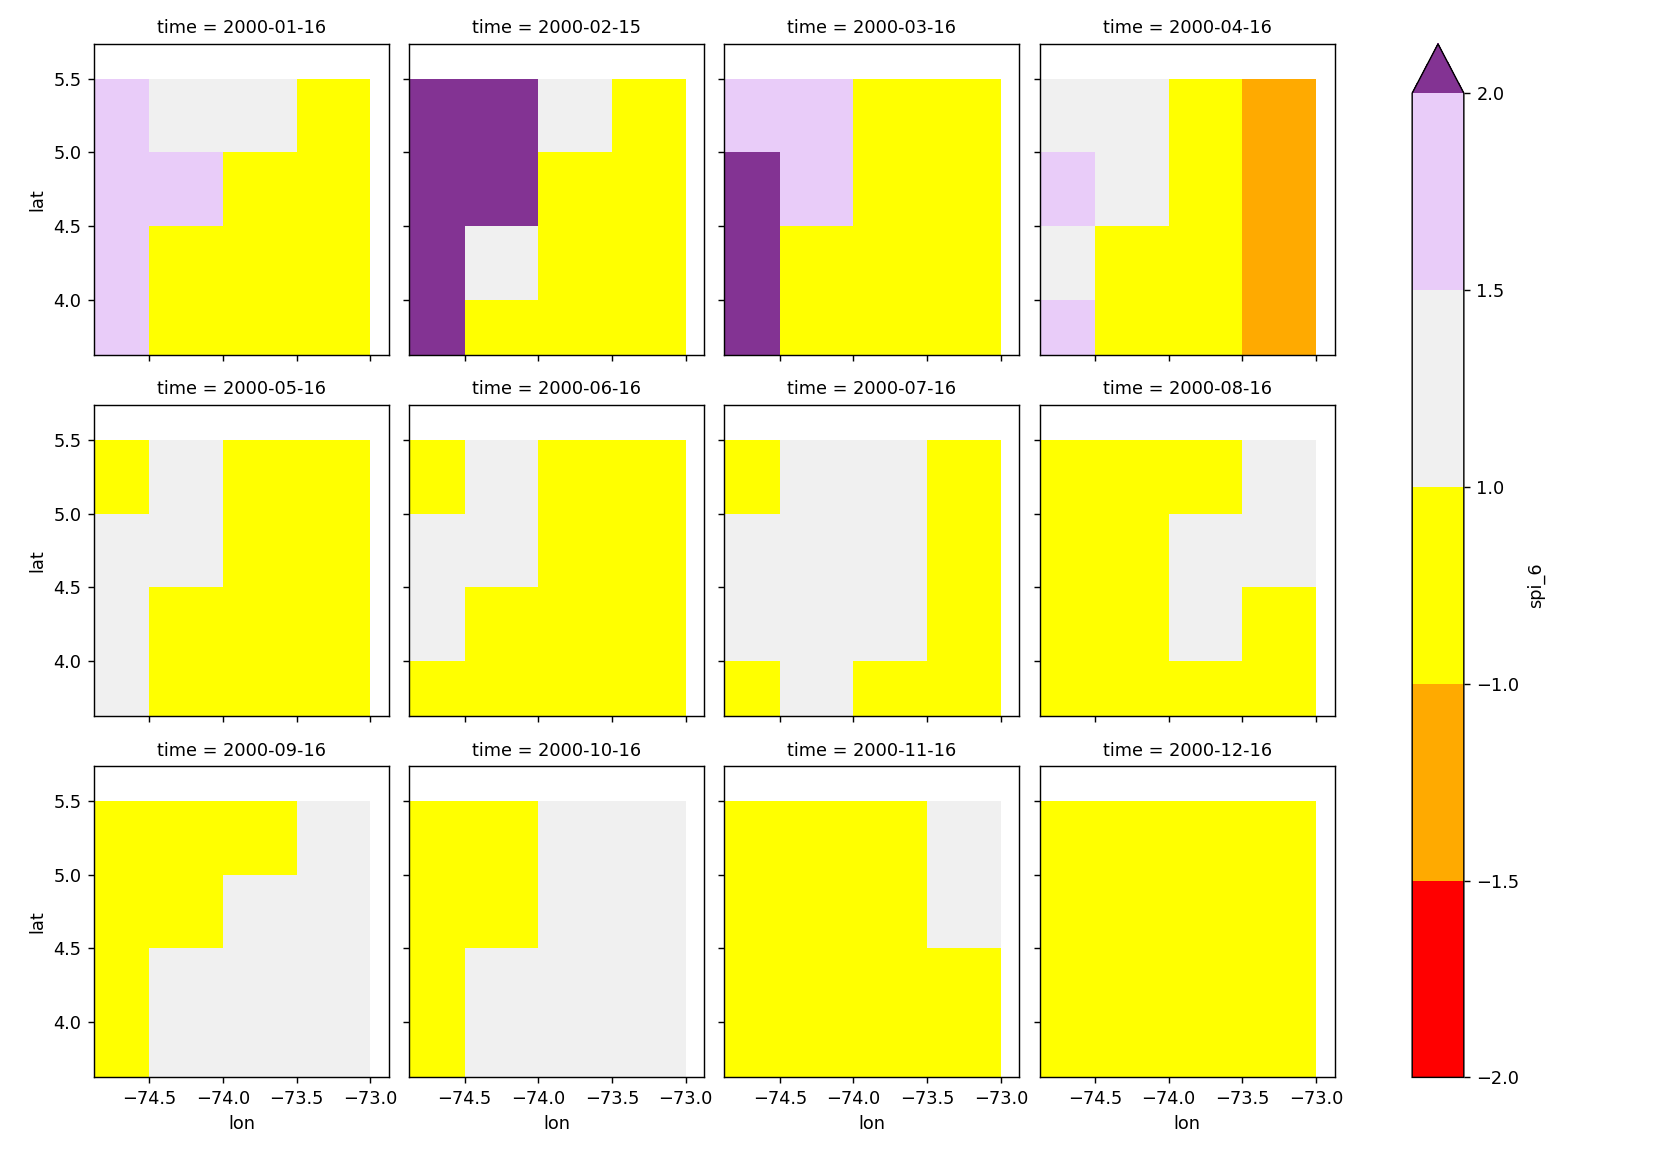 time = 2000-01-16
time = 2000-02-15
time = 2000-03-16
time = 2000-04-16
5.5
5.0
4.5
4.0
lat
time = 2000-05-16
time = 2000-06-16
time = 2000-07-16
time = 2000-08-16
5.5
5.0
4.5
4.0
lat
time = 2000-09-16
time = 2000-10-16
time = 2000-11-16
time = 2000-12-16
5.5
5.0
4.5
4.0
lat
−74.5 −74.0 −73.5 −73.0
lon
−74.5 −74.0 −73.5 −73.0
lon
−74.5 −74.0 −73.5 −73.0
lon
−74.5 −74.0 −73.5 −73.0
lon
2.0
1.5
1.0
−1.0
−1.5
−2.0
spi_6